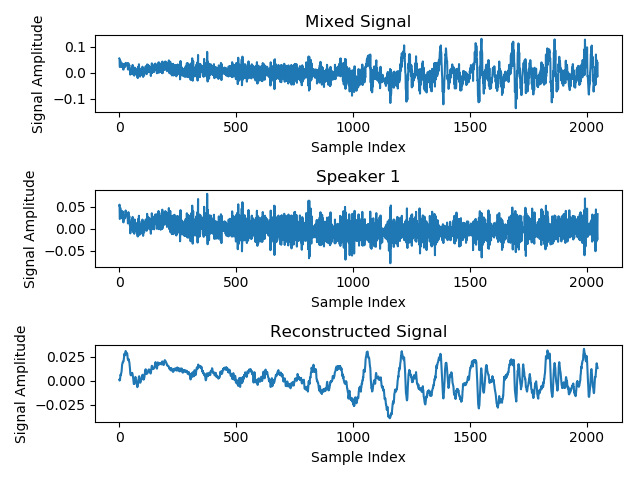 Mixed Signal
Signal Amplitude
0.1
0.0
−0.1
0 500 1000 1500 2000
Sample Index
Speaker 1
Signal Amplitude
0.05
0.00
−0.05
0 500 1000 1500 2000
Sample Index
Reconstructed Signal
Signal Amplitude
0.025
0.000
−0.025
0 500 1000 1500 2000
Sample Index